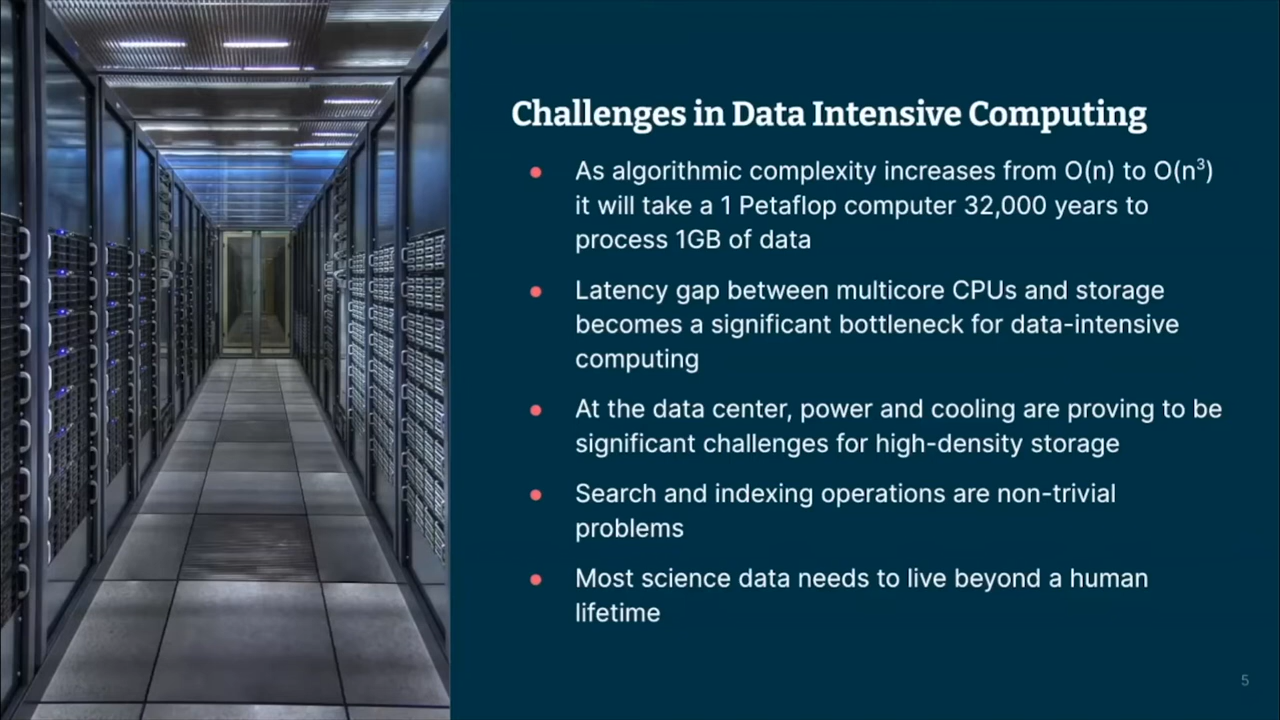 Challenges in Data Intensive Computing
As algorithmic complexity increases from O(n) to O(n³)
it will take a 1 Petaflop computer 32,000 years to
process 1GB of data
Latency gap between multicore CPUs and storage
becomes a significant bottleneck for data-intensive
computing
At the data center, power and cooling are proving to be
significant challenges for high-density storage
Search and indexing operations are non-trivial
problems
Most science data needs to live beyond a human
lifetime
5